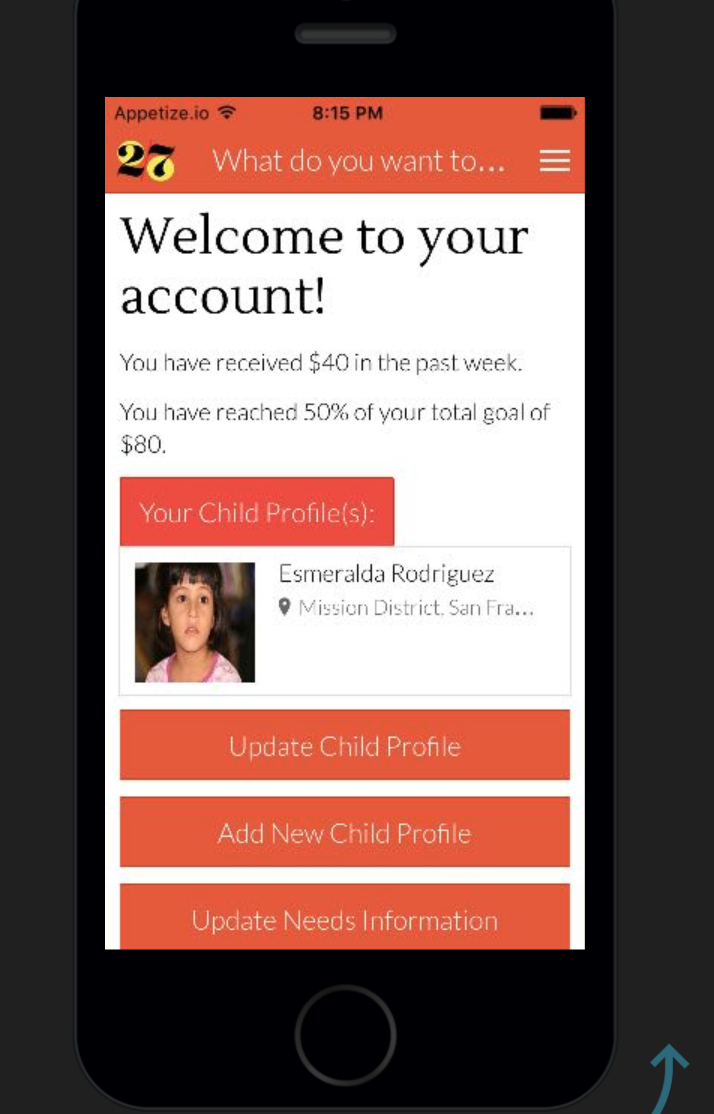 Appetize.io 8:15 PM
27 What do you want to...
Welcome to your
account!
You have received $40 in the past week.
You have reached 50% of your total goal of
$80.
Your Child Profile(s):
Esmeralda Rodriguez
Mission District, San Fra...
Update Child Profile
Add New Child Profile
Update Needs Information